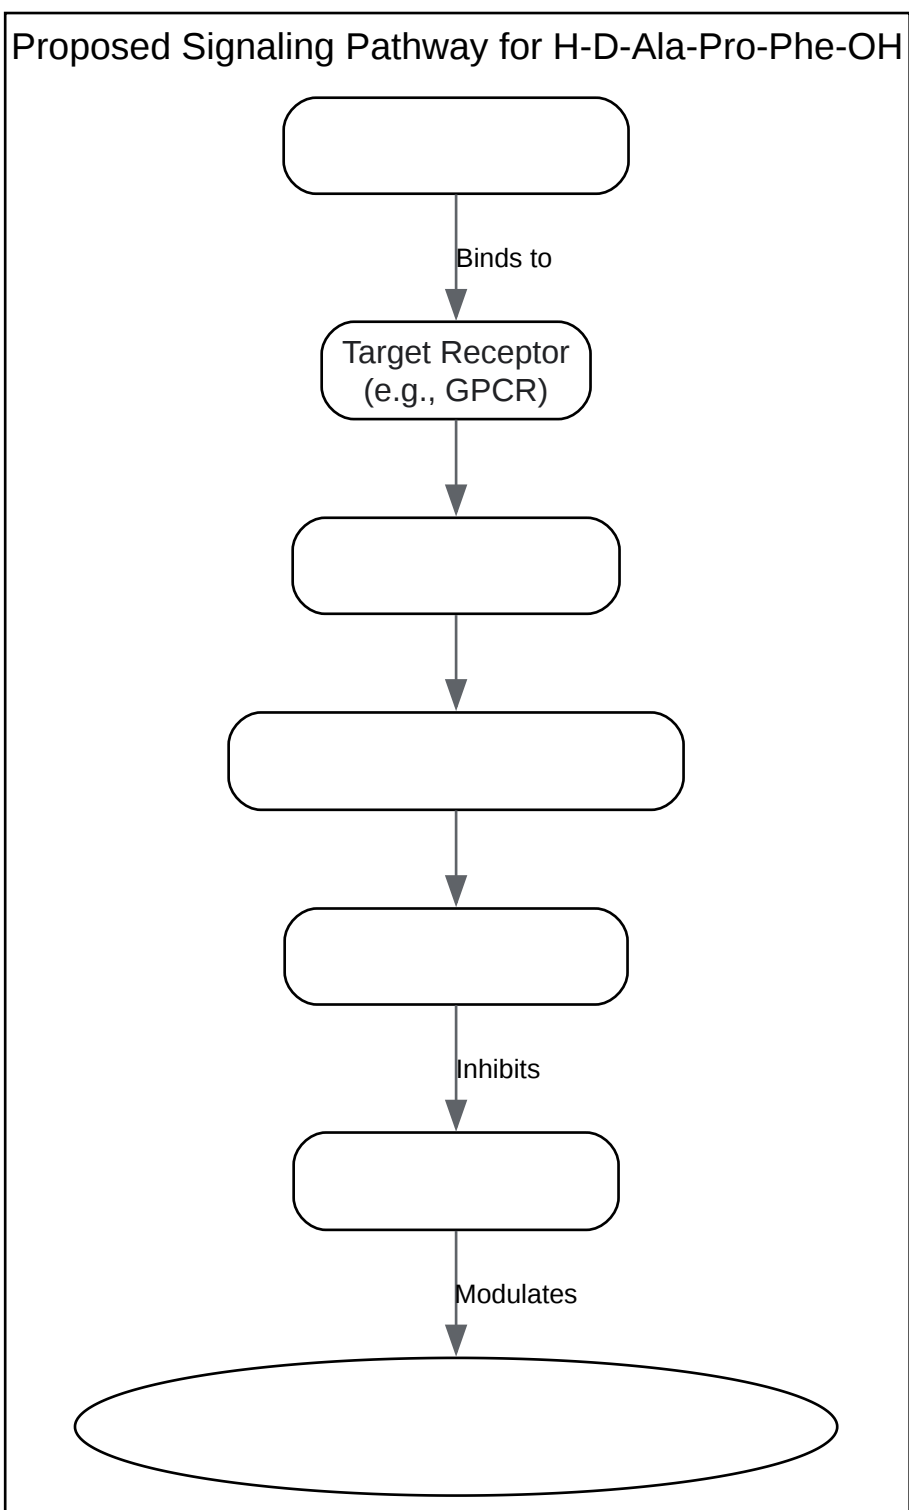 Proposed Signaling Pathway for H-D-Ala-Pro-Phe-OH
Binds to
Target Receptor
(e.g., GPCR)
Inhibits
Modulates